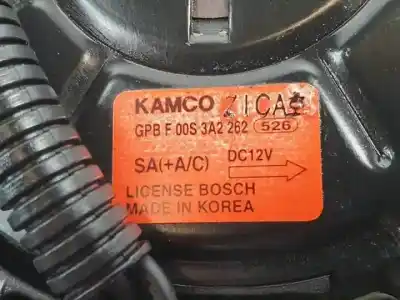 KAMCO
GPB F 00S 3A2 262 526
SA(+A/C) DC12V
LICENSE BOSCH
MADE IN KOREA